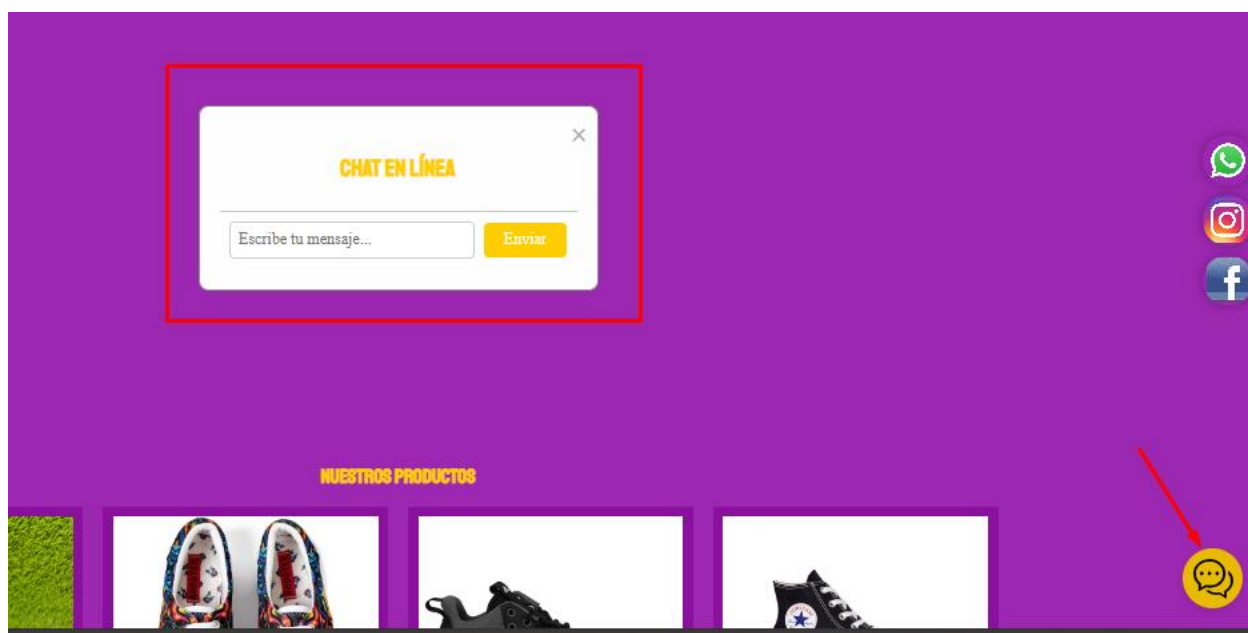 ×
CHAT EN LÍNEA
Escribe tu mensaje...
Enviar
NUESTROS PRODUCTOS